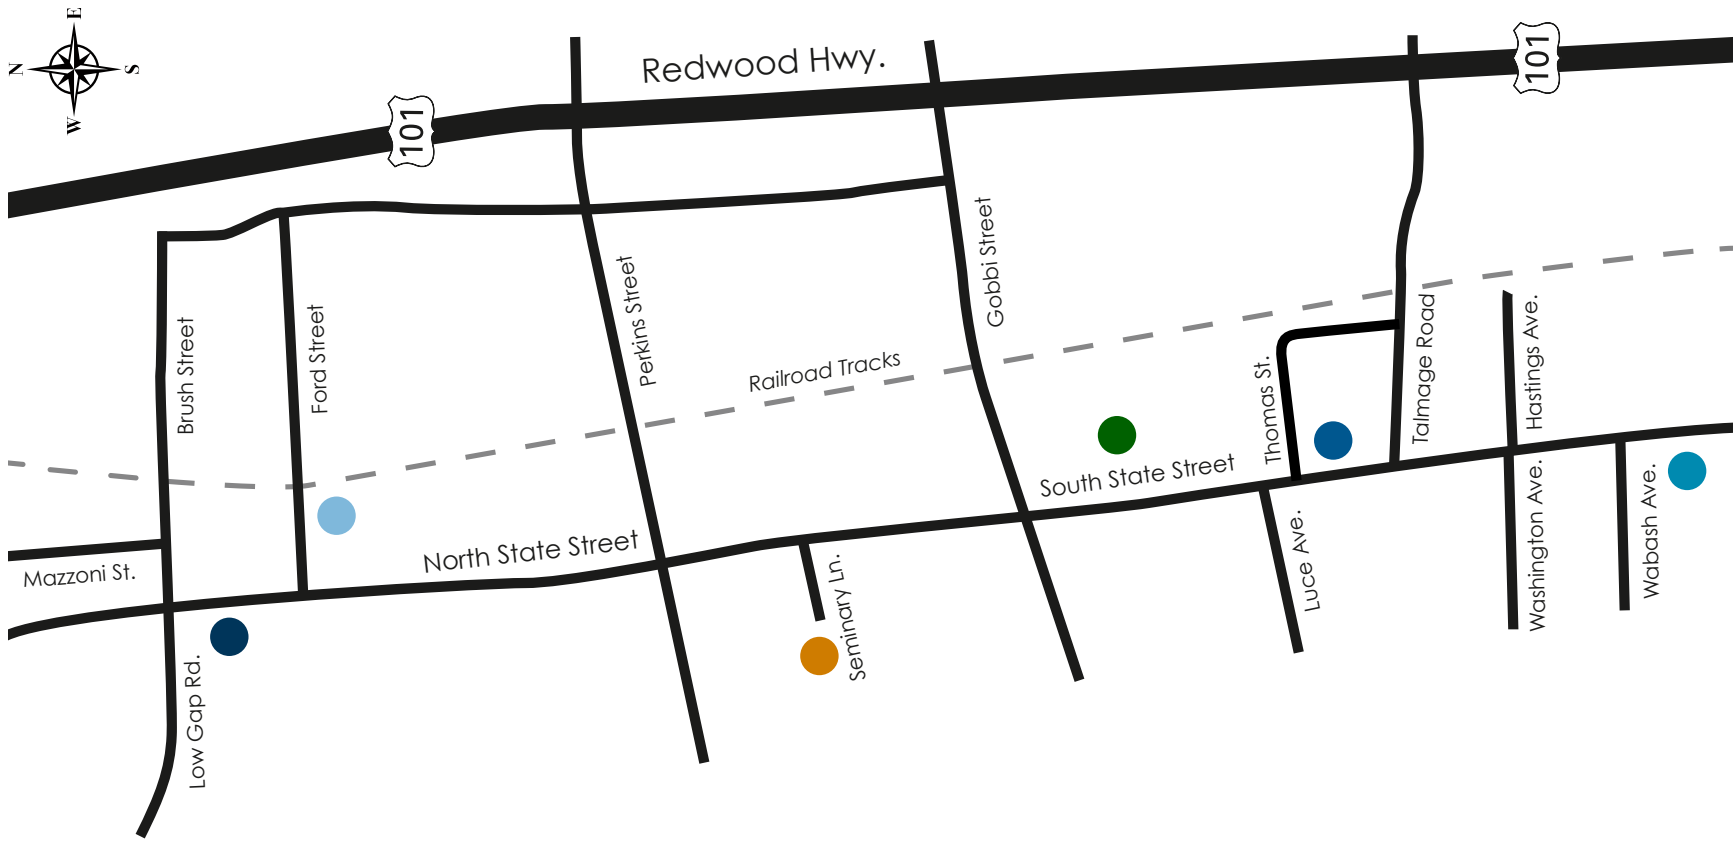 E
N
S
W
Redwood Hwy.
101
101
Brush Street
Ford Street
Perkins Street
Gobbi Street
Railroad Tracks
Thomas St.
Talmage Road
Hastings Ave.
South State Street
North State Street
Mazzoni St.
Low Gap Rd.
Seminary Ln.
Luce Ave.
Washington Ave.
Wabash Ave.